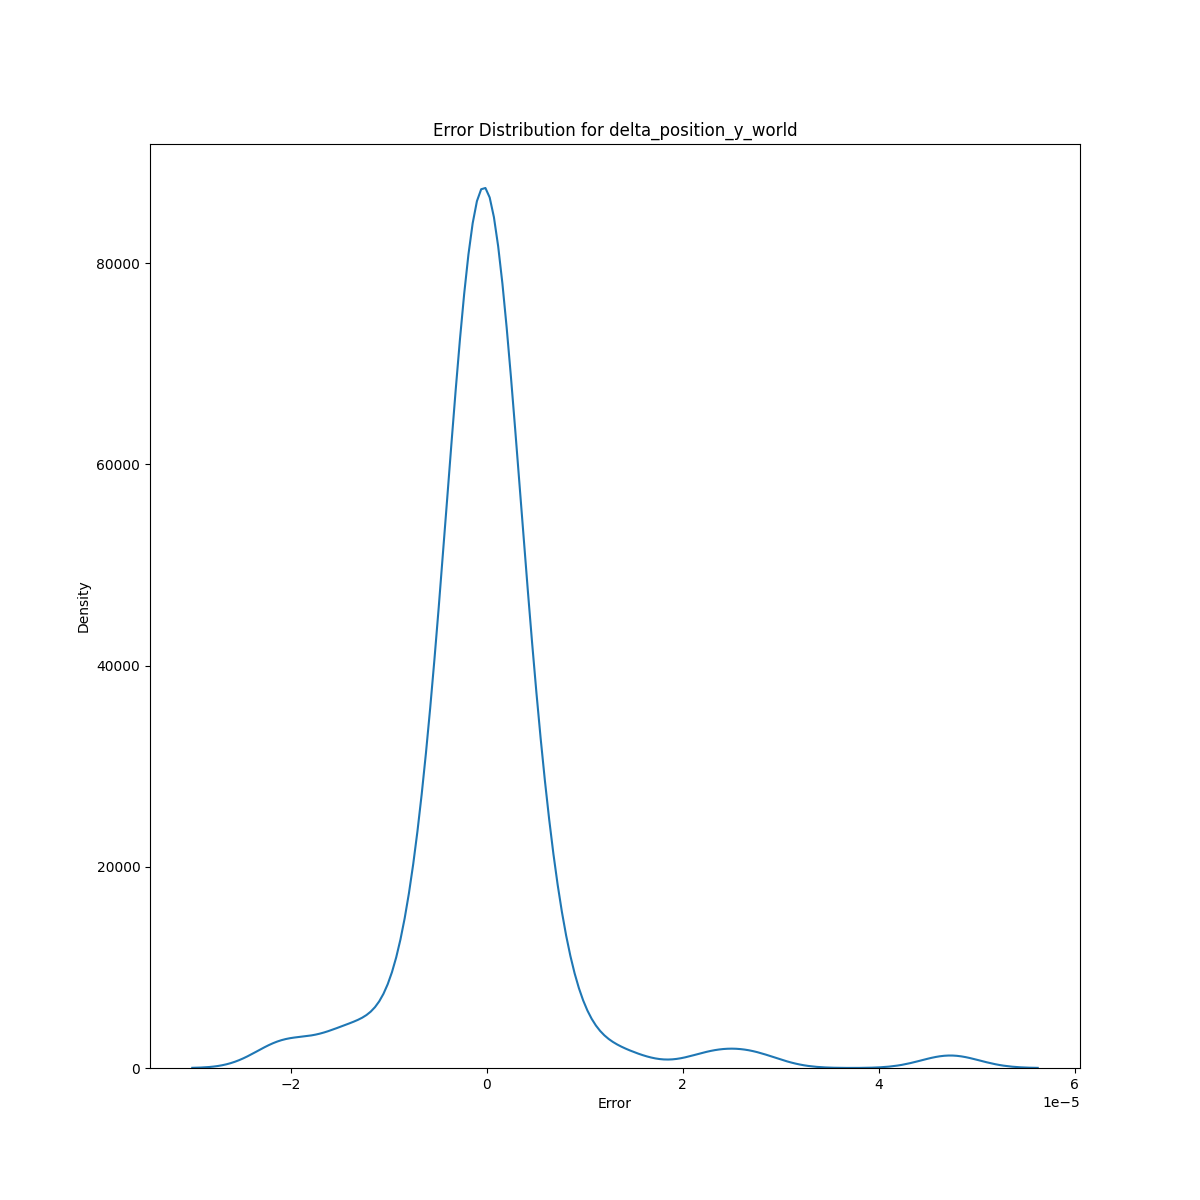 Error Distribution for delta_position_y_world
80000
60000
Density
40000
20000
0
−2
0
2
4
6
Error
1e−5